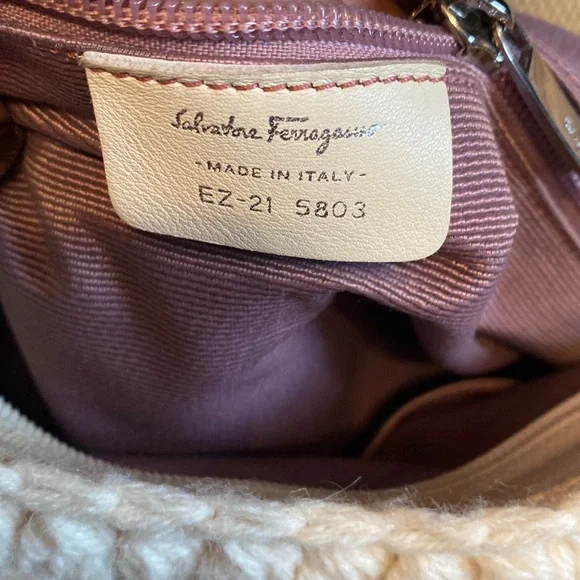 Salvatore Ferragamo
- MADE IN ITALY -
EZ-21 5803